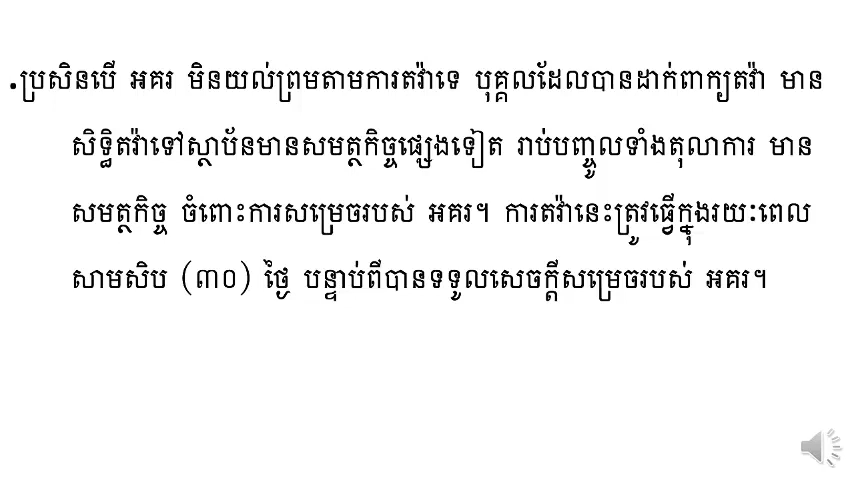 •ប្រសិនបើ អគរ មិនយល់ព្រមតាមការតវ៉ាទេ បុគ្គលដែលបានដាក់ពាក្យតវ៉ា មាន
សិទ្ធិតវ៉ាទៅស្ថាប័នមានសមត្ថកិច្ចផ្សេងទៀត រាប់បញ្ចូលទាំងតុលាការ មាន
សមត្ថកិច្ច ចំពោះការសម្រេចរបស់ អគរ។ ការតវ៉ានេះត្រូវធ្វើក្នុងរយៈពេល
សាមសិប (៣០) ថ្ងៃ បន្ទាប់ពីបានទទួលសេចក្តីសម្រេចរបស់ អគរ។